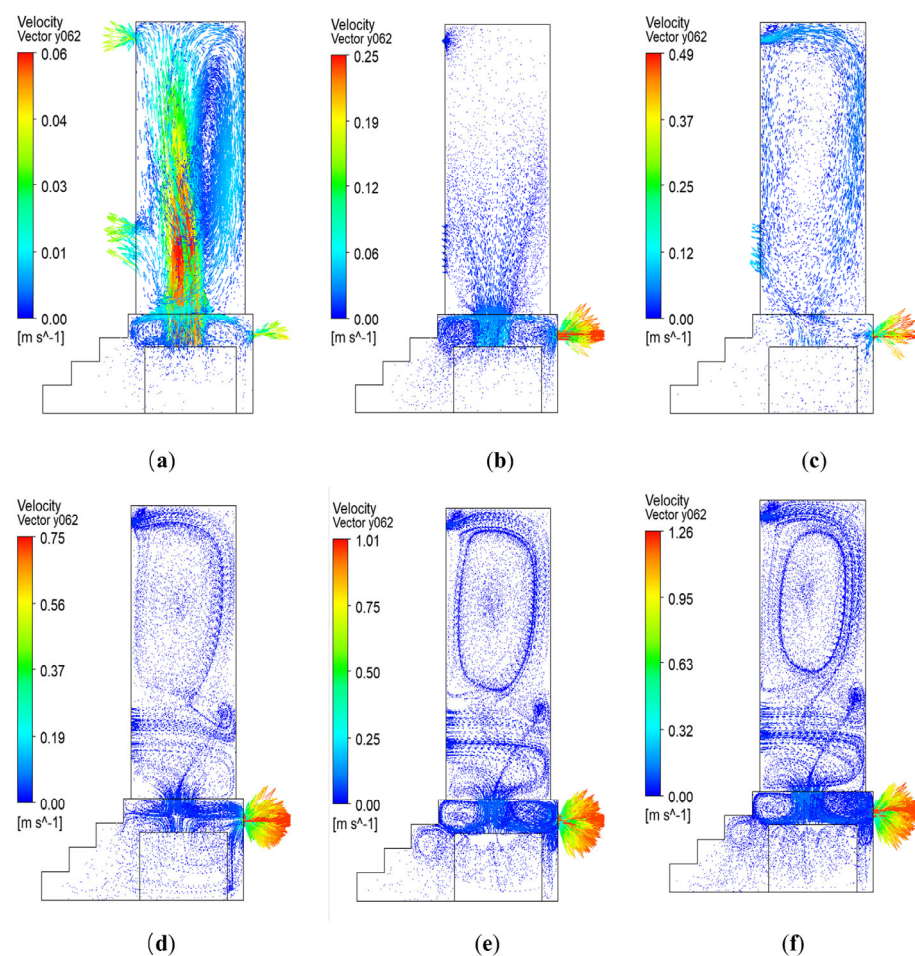 Velocity
Vector y062
0.06
0.04
0.03
0.01
0.00
[m s^-1]
(a)
Velocity
Vector y062
0.25
0.19
0.12
0.06
0.00
[m s^-1]
(b)
Velocity
Vector y062
0.49
0.37
0.25
0.12
0.00
[m s^-1]
(c)
Velocity
Vector y062
0.75
0.56
0.37
0.19
0.00
[m s^-1]
(d)
Velocity
Vector y062
1.01
0.75
0.50
0.25
0.00
[m s^-1]
(e)
Velocity
Vector y062
1.26
0.95
0.63
0.32
0.00
[m s^-1]
(f)